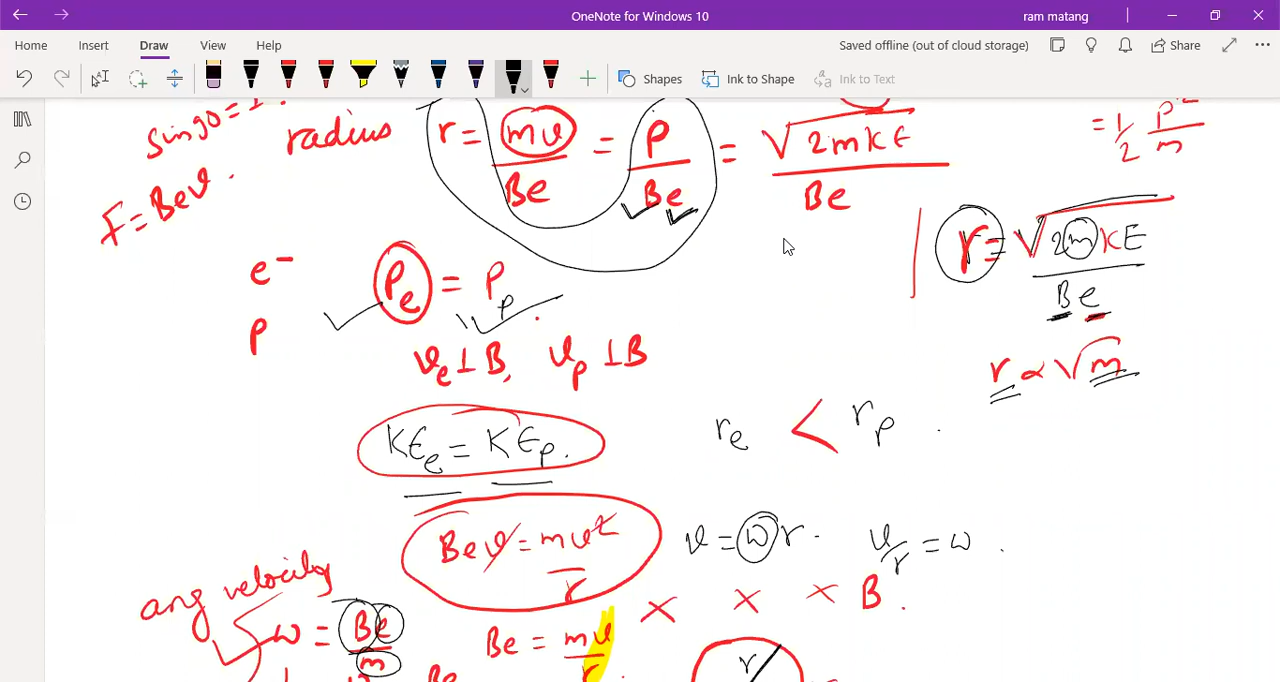 OneNote for Windows 10
ram matang
Home Insert Draw View Help
Saved offline (out of cloud storage)
Share
Shapes
Ink to Shape
Ink to Text
sin90=1.
radius r = mv/Be = p/Be = √2mKE/Be
= 1/2 p²/m
F=Bev.
e⁻
p
Pe = Pp.
ve⊥B, vp⊥B
r = √2mKE/Be
r ∝ √m
KEe = KEp.
re < rp
Bev = mv²/r
v = ωr.
v/r = ω.
× × × B.
ang velocity
ω = Be/m
Be = mv/r
r